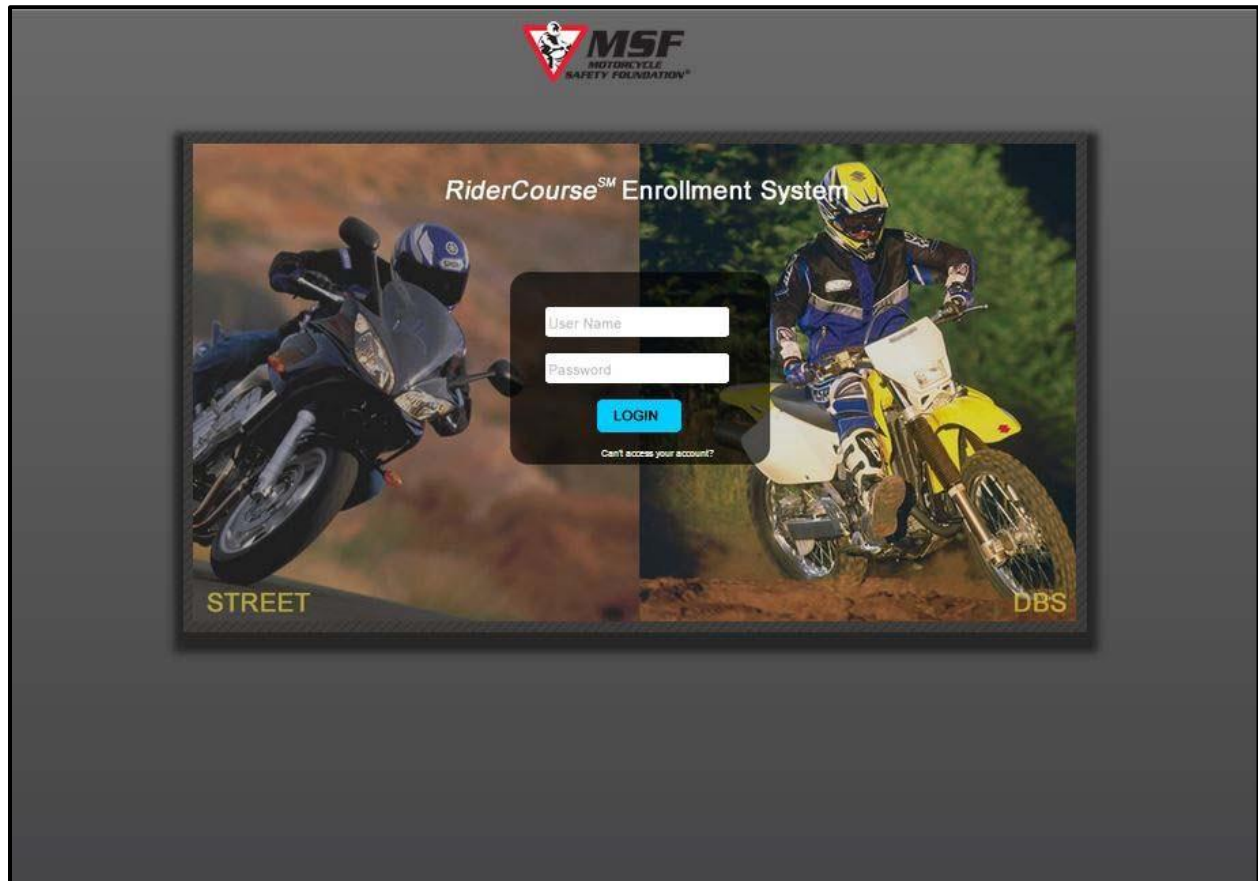 MSF
MOTORCYCLE
SAFETY FOUNDATION®
RiderCourse℠ Enrollment System
User Name
Password
LOGIN
Can't access your account?
STREET
DBS